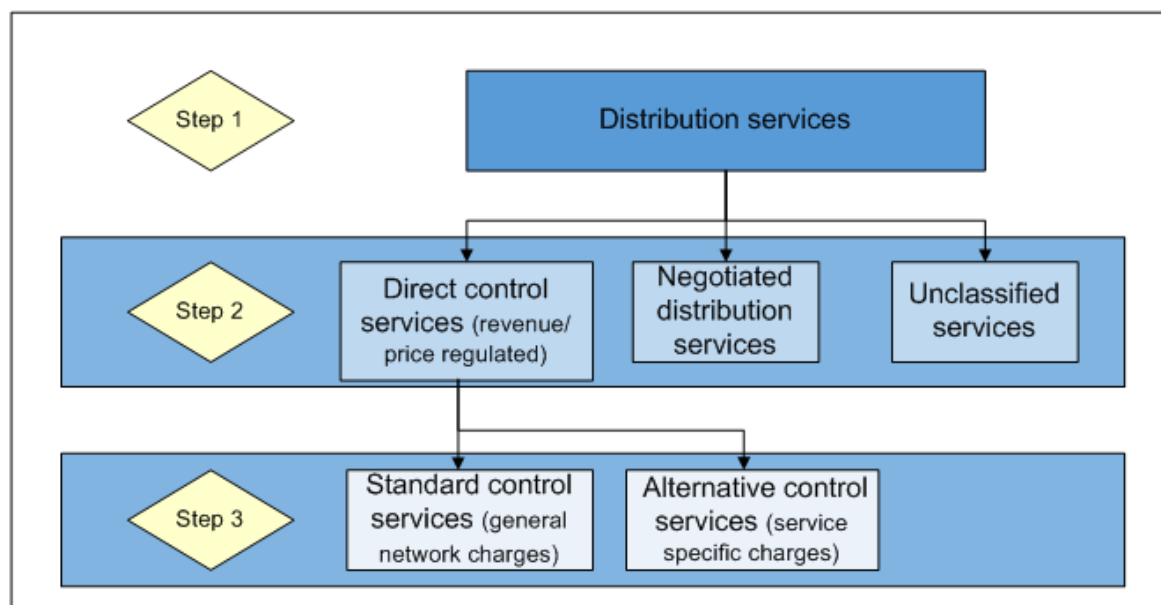 Step 1
Distribution services
Step 2
Direct control
services (revenue/
price regulated)
Negotiated
distribution
services
Unclassified
services
Step 3
Standard control
services (general
network charges)
Alternative control
services (service
specific charges)